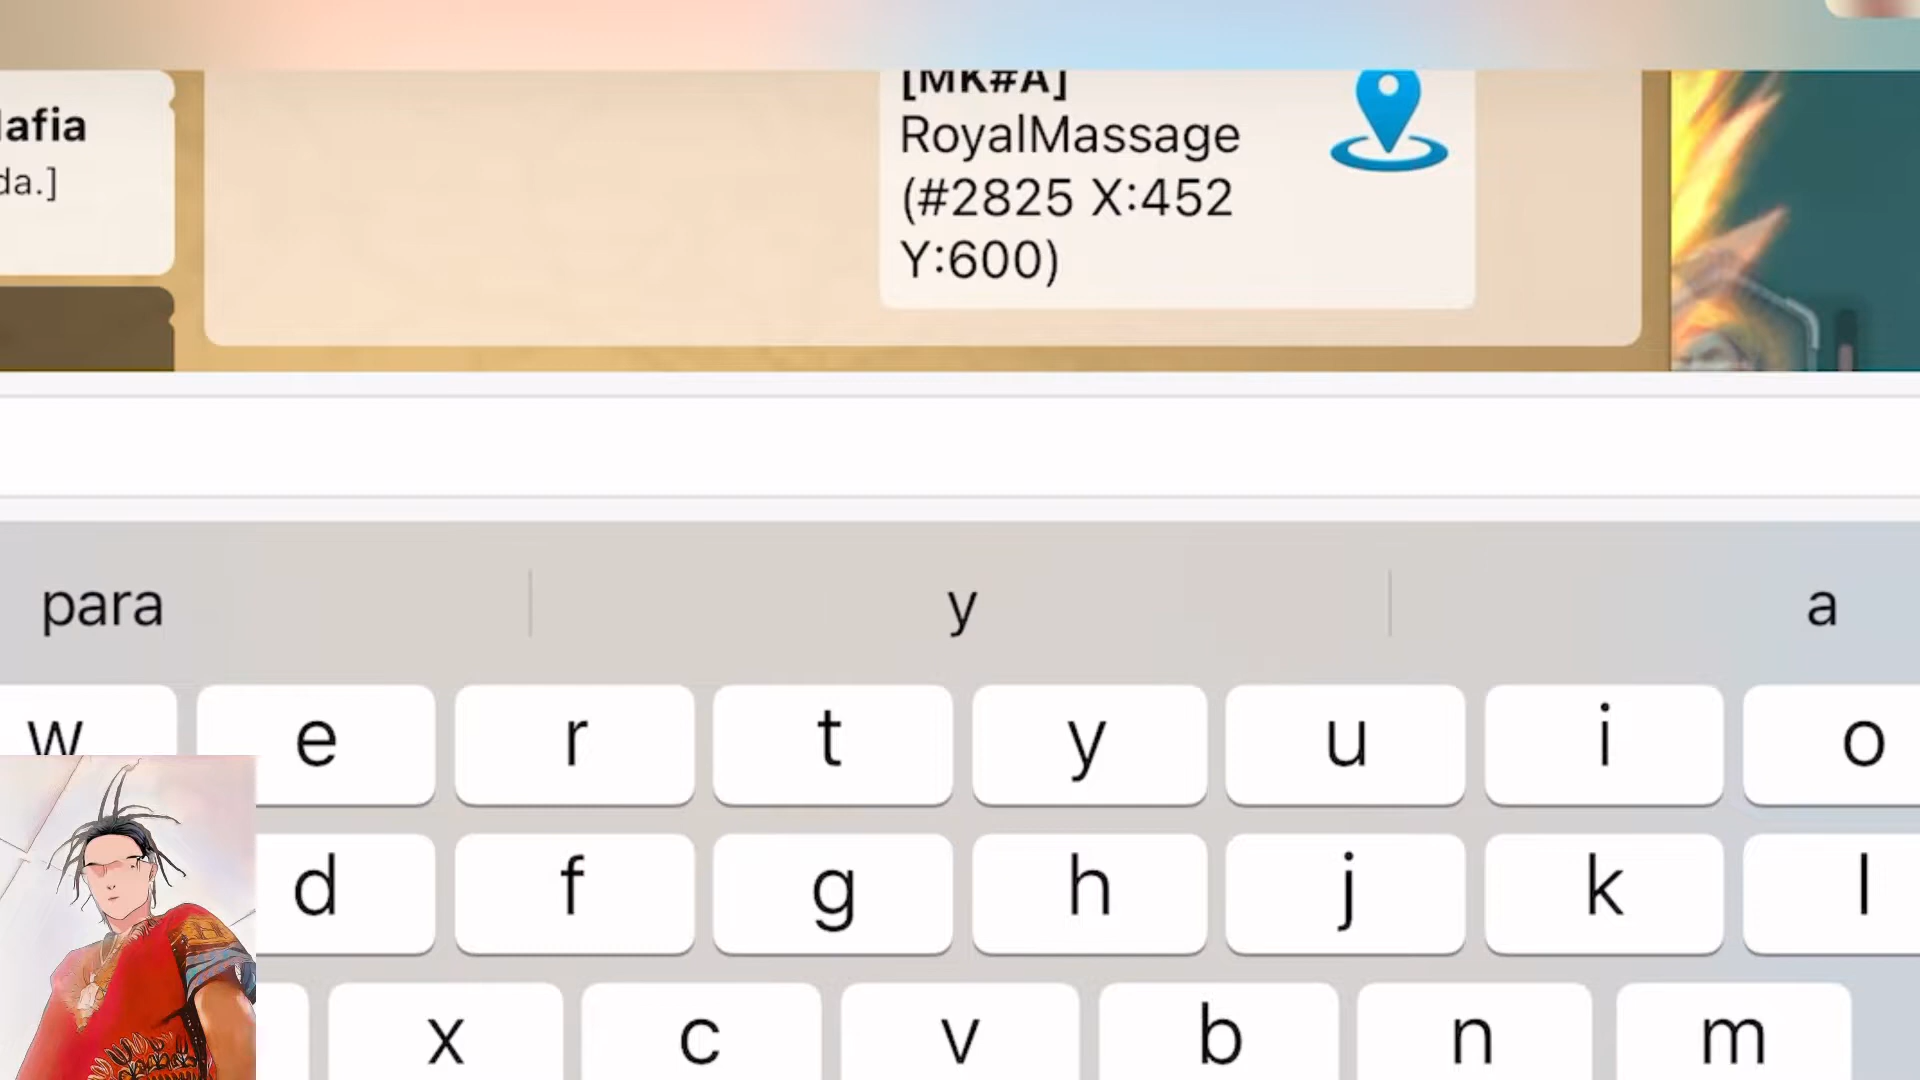 [MK#A]
RoyalMassage
(#2825 X:452
Y:600)
afia
da.]
para y a
w e r t y u i o
d f g h j k l
x c v b n m